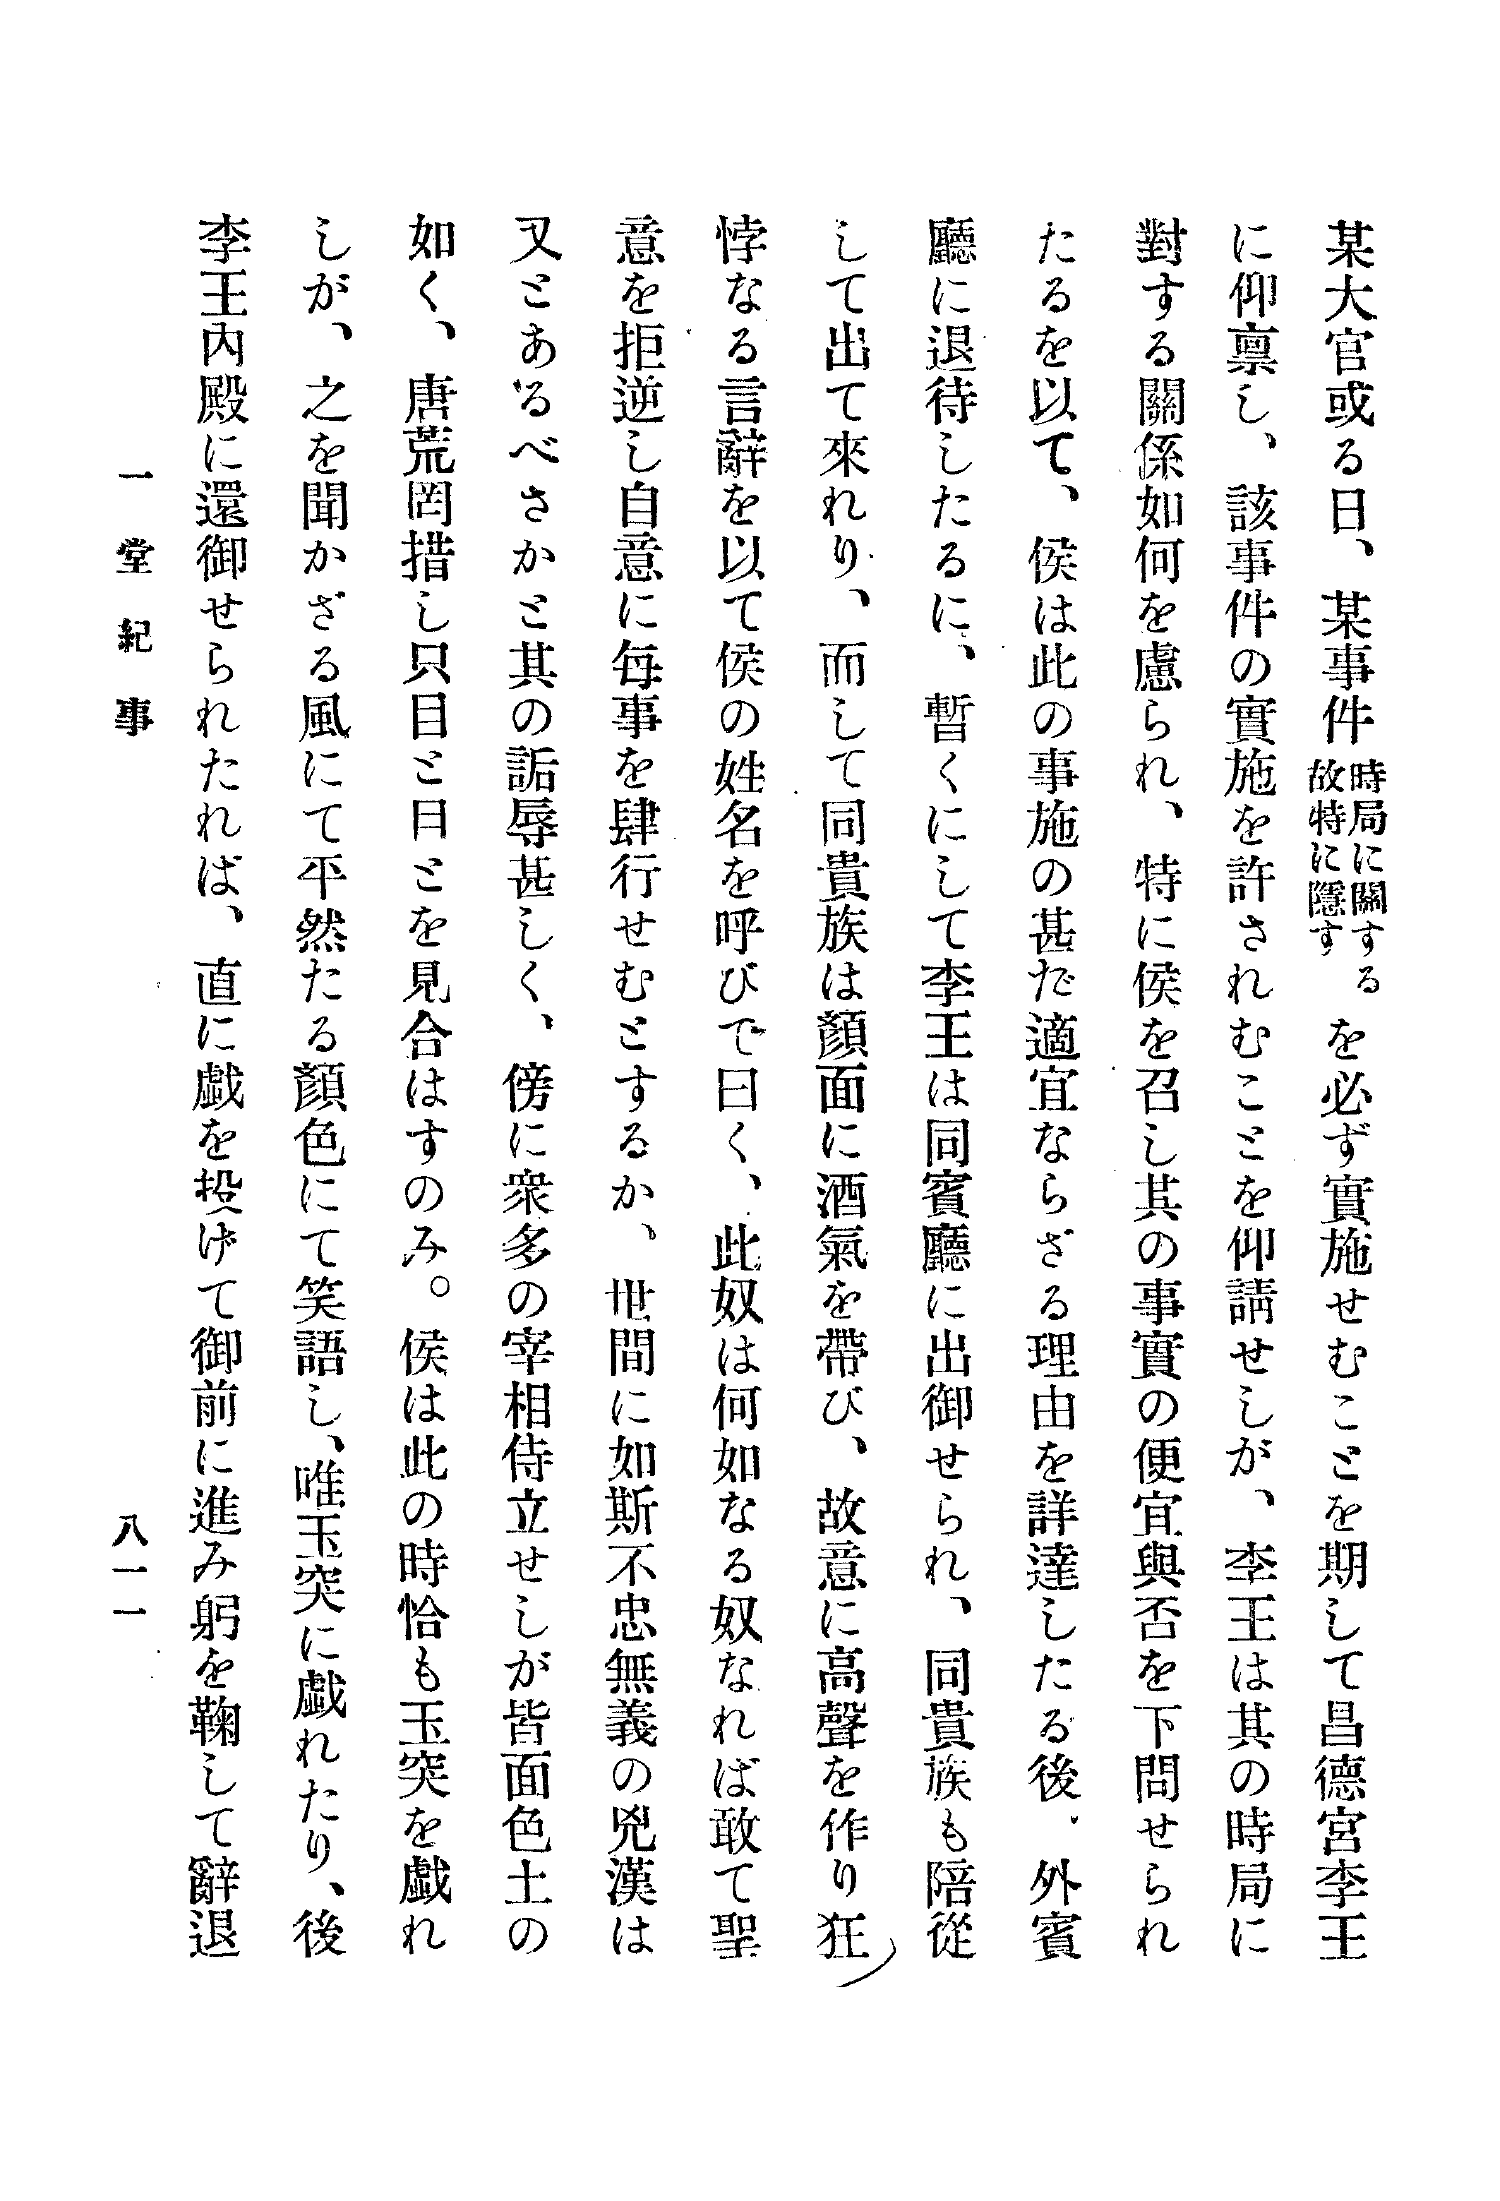 某大官或る日、某事件時局に關する故特に隱すを必ず實施せむことを期して昌德宮李王
に仰禀し、該事件の實施を許されむことを仰請せしが、李王は其の時局に
對する關係如何を慮られ、特に侯を召し其の事實の便宜與否を下問せられ
たるを以て、侯は此の事施の甚だ適宜ならざる理由を詳達したる後、外賓
廳に退待したるに、暫くにして李王は同賓廳に出御せられ、同貴族も陪從
して出て來れり、而して同貴族は顏面に酒氣を帶び、故意に高聲を作り狂
悖なる言辭を以て侯の姓名を呼びで曰く、此奴は何如なる奴なれば敢て聖
意を拒逆し自意に每事を肆行せむとするか、世間に如斯不忠無義の兇漢は
又とあるべさかと其の詬辱甚しく、傍に衆多の宰相侍立せしが皆面色土の
如く、唐荒罔措し只目と目とを見合はすのみ。侯は此の時恰も玉突を戯れ
しが、之を聞かざる風にて平然たる顏色にて笑語し、唯玉突に戯れたり、後
李王內殿に還御せられたれば、直に戯を投げて御前に進み躬を鞠して辭退
一堂紀事
八一一